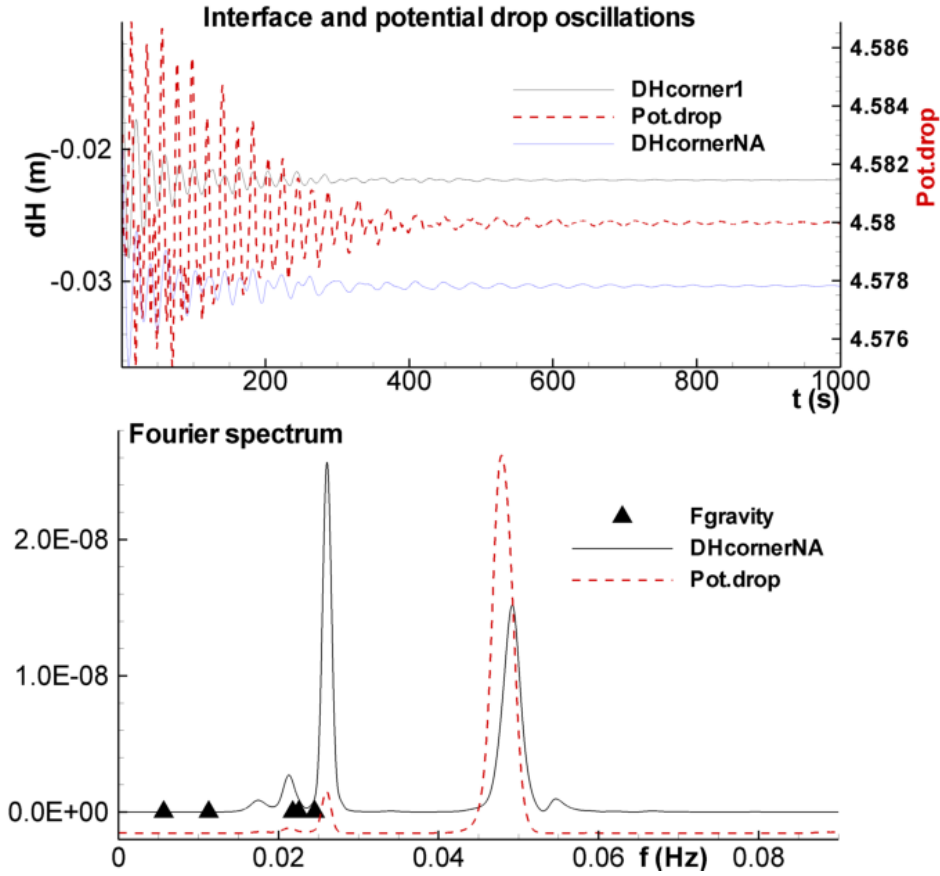 Interface and potential drop oscillations
DHcorner1
Pot.drop
DHcornerNA
dH (m)
-0.02
-0.03
4.586
4.584
4.582
4.58
4.578
4.576
Pot.drop
200
400
600
800
1000
t (s)
Fourier spectrum
Fgravity
DHcornerNA
Pot.drop
2.0E-08
1.0E-08
0.0E+00
0
0.02
0.04
0.06
f (Hz)
0.08